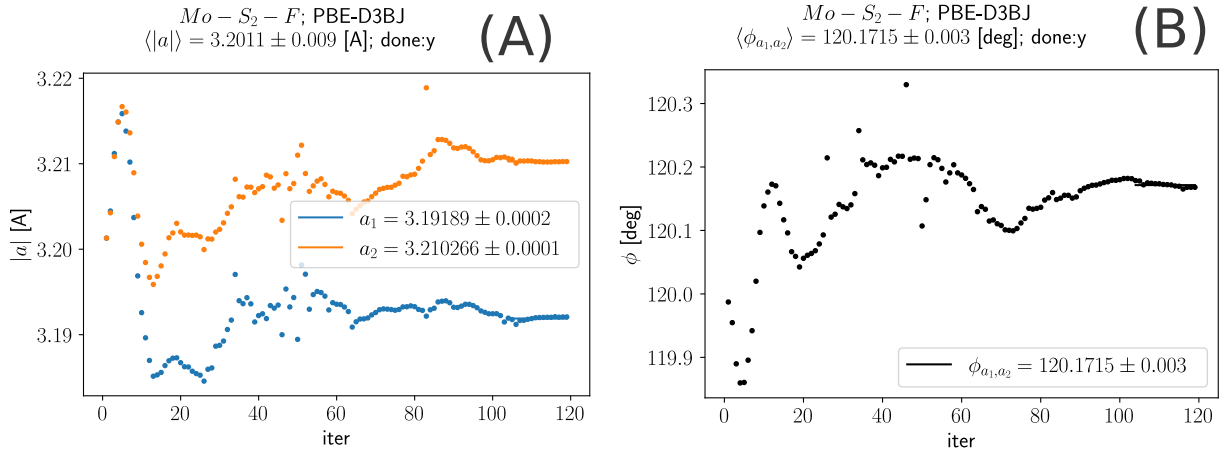 Mo − S₂ − F; PBE-D3BJ
⟨|a|⟩ = 3.2011 ± 0.009 [A]; done:y
(A)
3.22
3.21
3.20
3.19
|a| [A]
a₁ = 3.19189 ± 0.0002
a₂ = 3.210266 ± 0.0001
0 20 40 60 80 100 120
iter
Mo − S₂ − F; PBE-D3BJ
⟨ϕₐ₁,ₐ₂⟩ = 120.1715 ± 0.003 [deg]; done:y
(B)
120.3
120.2
120.1
120.0
119.9
ϕ [deg]
ϕₐ₁,ₐ₂ = 120.1715 ± 0.003
0 20 40 60 80 100 120
iter